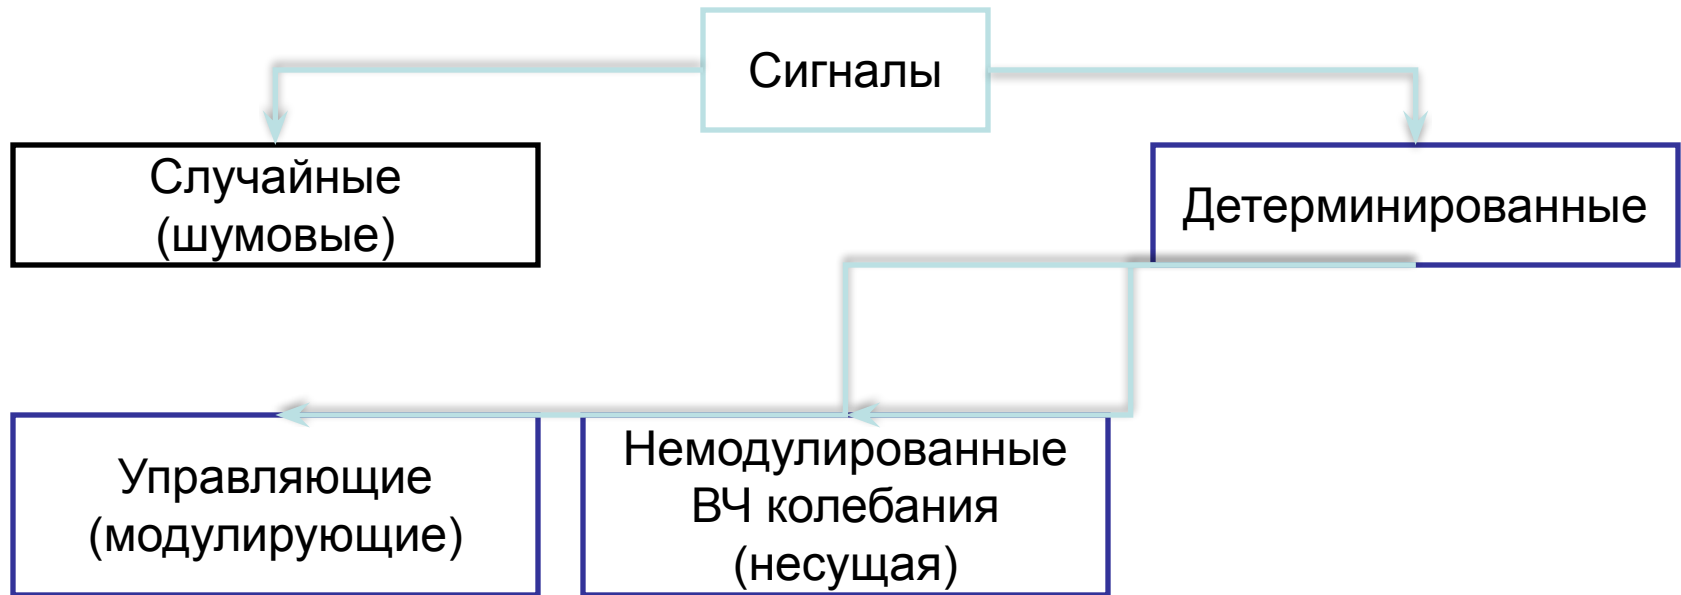 Сигналы
Случайные
(шумовые)
Детерминированные
Управляющие
(модулирующие)
Немодулированные
ВЧ колебания
(несущая)